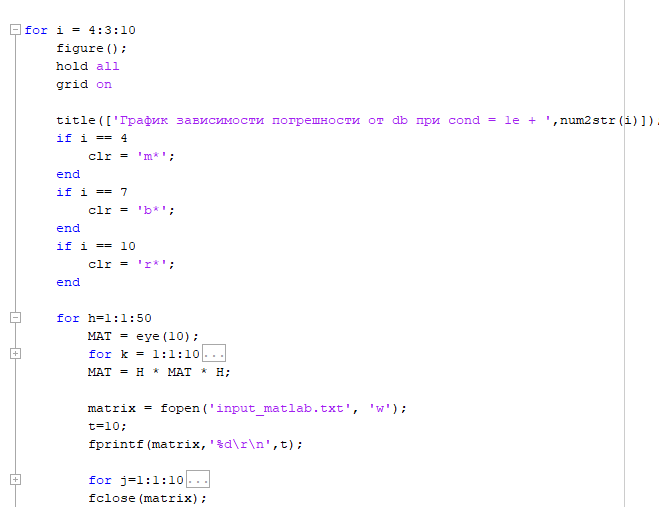 for i = 4:3:10
figure();
hold all
grid on
title(['График зависимости погрешности от db при cond = 1e + ',num2str(i)]);
if i == 4
clr = 'm*';
end
if i == 7
clr = 'b*';
end
if i == 10
clr = 'r*';
end
for h=1:1:50
MAT = eye(10);
for k = 1:1:10...
MAT = H * MAT * H;
matrix = fopen('input_matlab.txt', 'w');
t=10;
fprintf(matrix,'%d\r\n',t);
for j=1:1:10...
fclose(matrix);